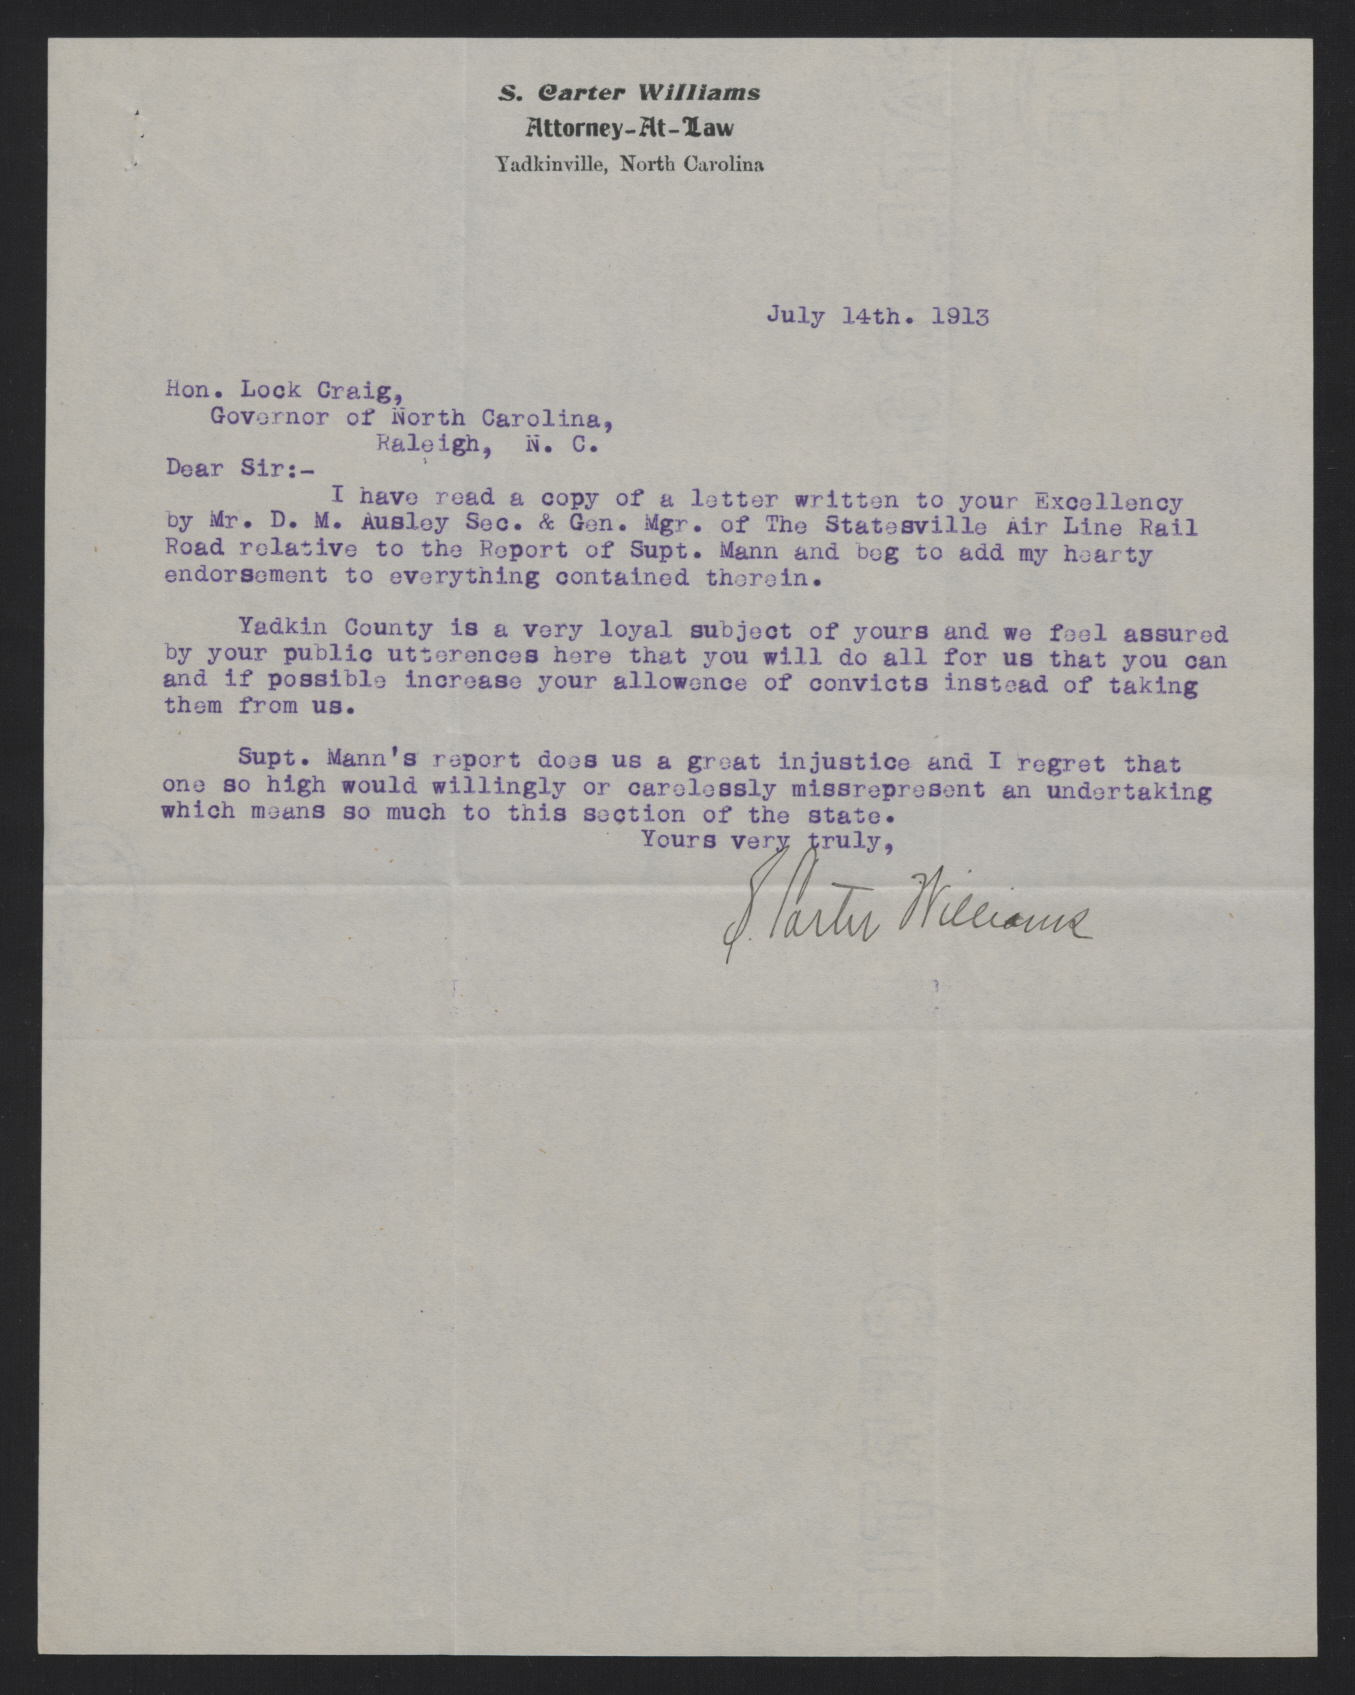 S. Carter Williams
Attorney-At-Law
Yadkinville, North Carolina
July 14th. 1913
Hon. Lock Craig,
Governor of North Carolina,
Raleigh, N. C.
Dear Sir:-
I have read a copy of a letter written to your Excellency
by Mr. D. M. Ausley Sec. & Gen. Mgr. of The Statesville Air Line Rail
Road relative to the Report of Supt. Mann and beg to add my hearty
endorsement to everything contained therein.
Yadkin County is a very loyal subject of yours and we feel assured
by your public utterences here that you will do all for us that you can
and if possible increase your allowence of convicts instead of taking
them from us.
Supt. Mann's report does us a great injustice and I regret that
one so high would willingly or carelessly missrepresent an undertaking
which means so much to this section of the state.
Yours very truly,
S. Carter Williams